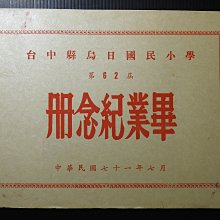 台中縣烏日國民小學
第62屆
畢業紀念冊
中華民國七十一年七月